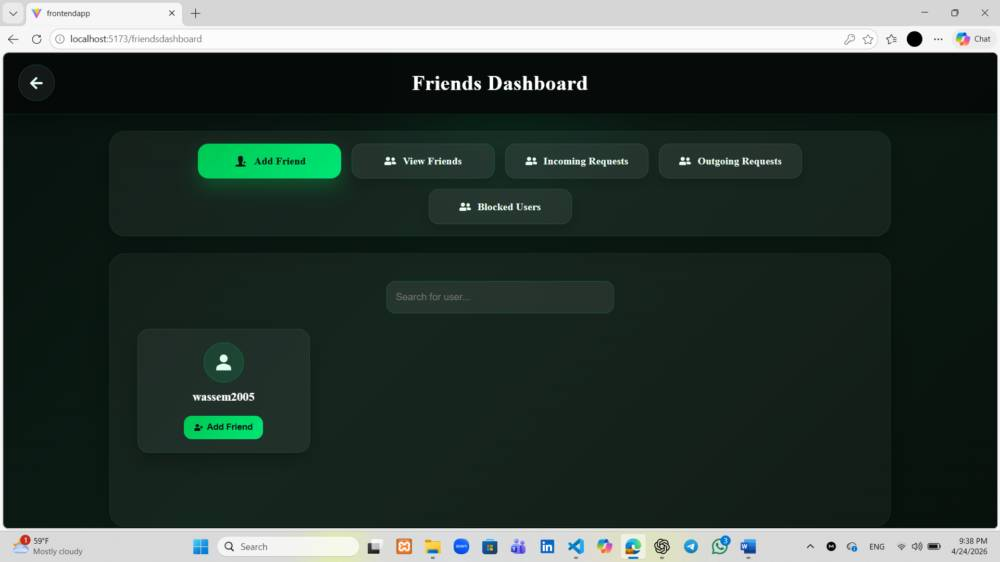 frontendapp
localhost:5173/friendsdashboard
Chat
Friends Dashboard
Add Friend
View Friends
Incoming Requests
Outgoing Requests
Blocked Users
Search for user...
wassem2005
Add Friend
1
59°F
Mostly cloudy
Search
3
ENG
9:38 PM
4/24/2026